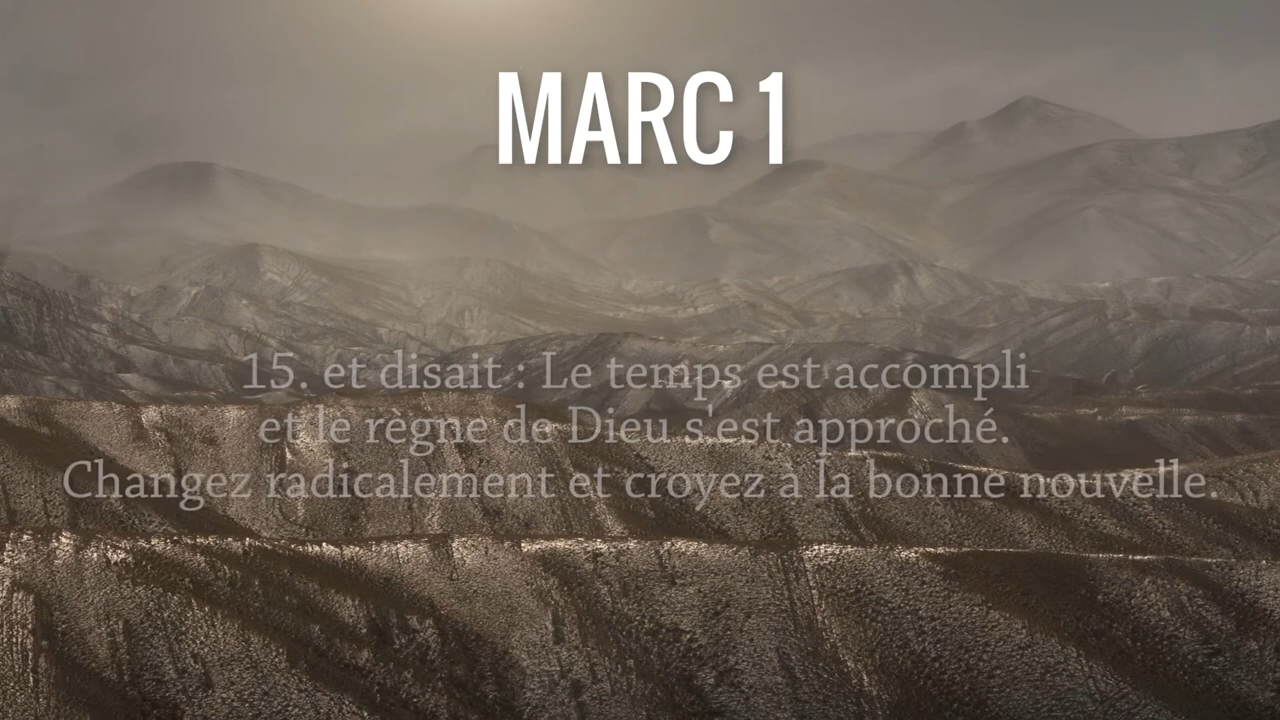 MARC 1
15. et disait : Le temps est accompli
et le règne de Dieu s'est approché.
Changez radicalement et croyez à la bonne nouvelle.